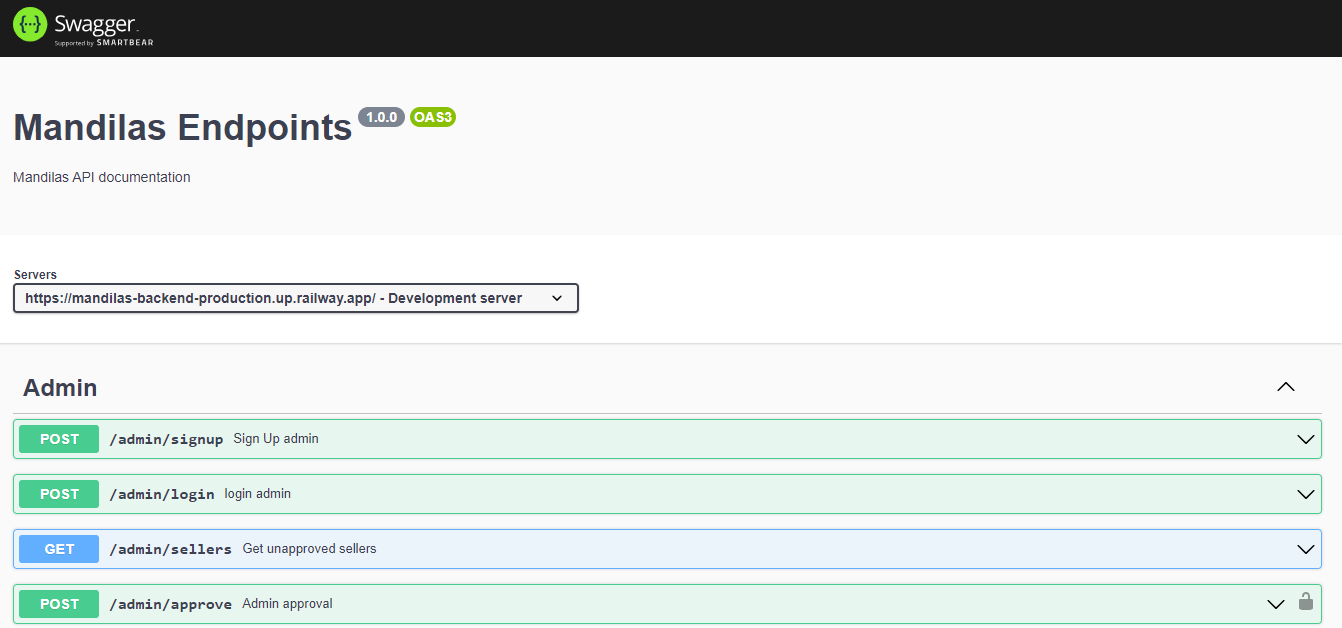 {···} Swagger.
Supported by SMARTBEAR
Mandilas Endpoints 1.0.0 OAS3
Mandilas API documentation
Servers
https://mandilas-backend-production.up.railway.app/ - Development server
Admin
POST /admin/signup Sign Up admin
POST /admin/login login admin
GET /admin/sellers Get unapproved sellers
POST /admin/approve Admin approval